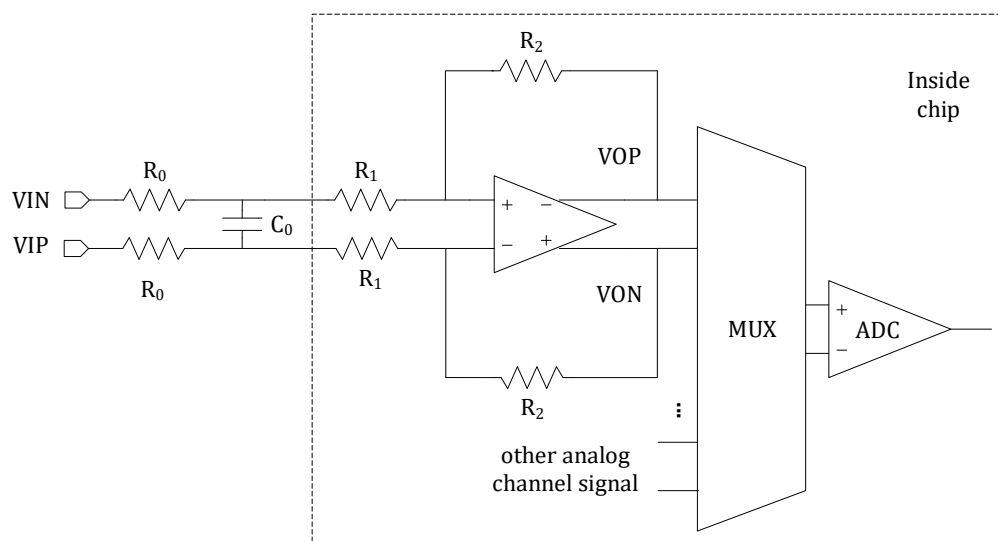 R₂
Inside
chip
VOP
R₀
R₁
VIN
+
−
C₀
VIP
−
+
R₀
R₁
VON
MUX
+
ADC
−
R₂
...
other analog
channel signal